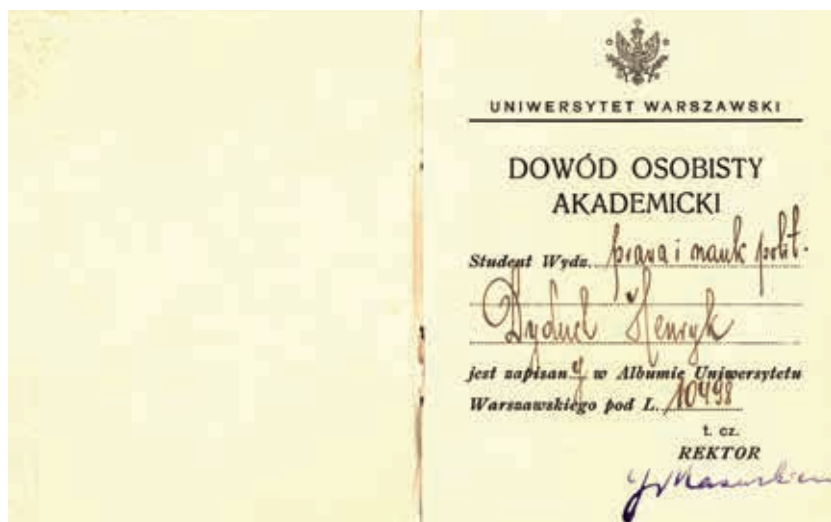 UNIWERSYTET WARSZAWSKI
DOWÓD OSOBISTY
AKADEMICKI
Student Wydz. prawa i nauk polit.
Dyduch Henryk
jest zapisany w Albumie Uniwersytetu
Warszawskiego pod L. 10498
t. cz.
REKTOR